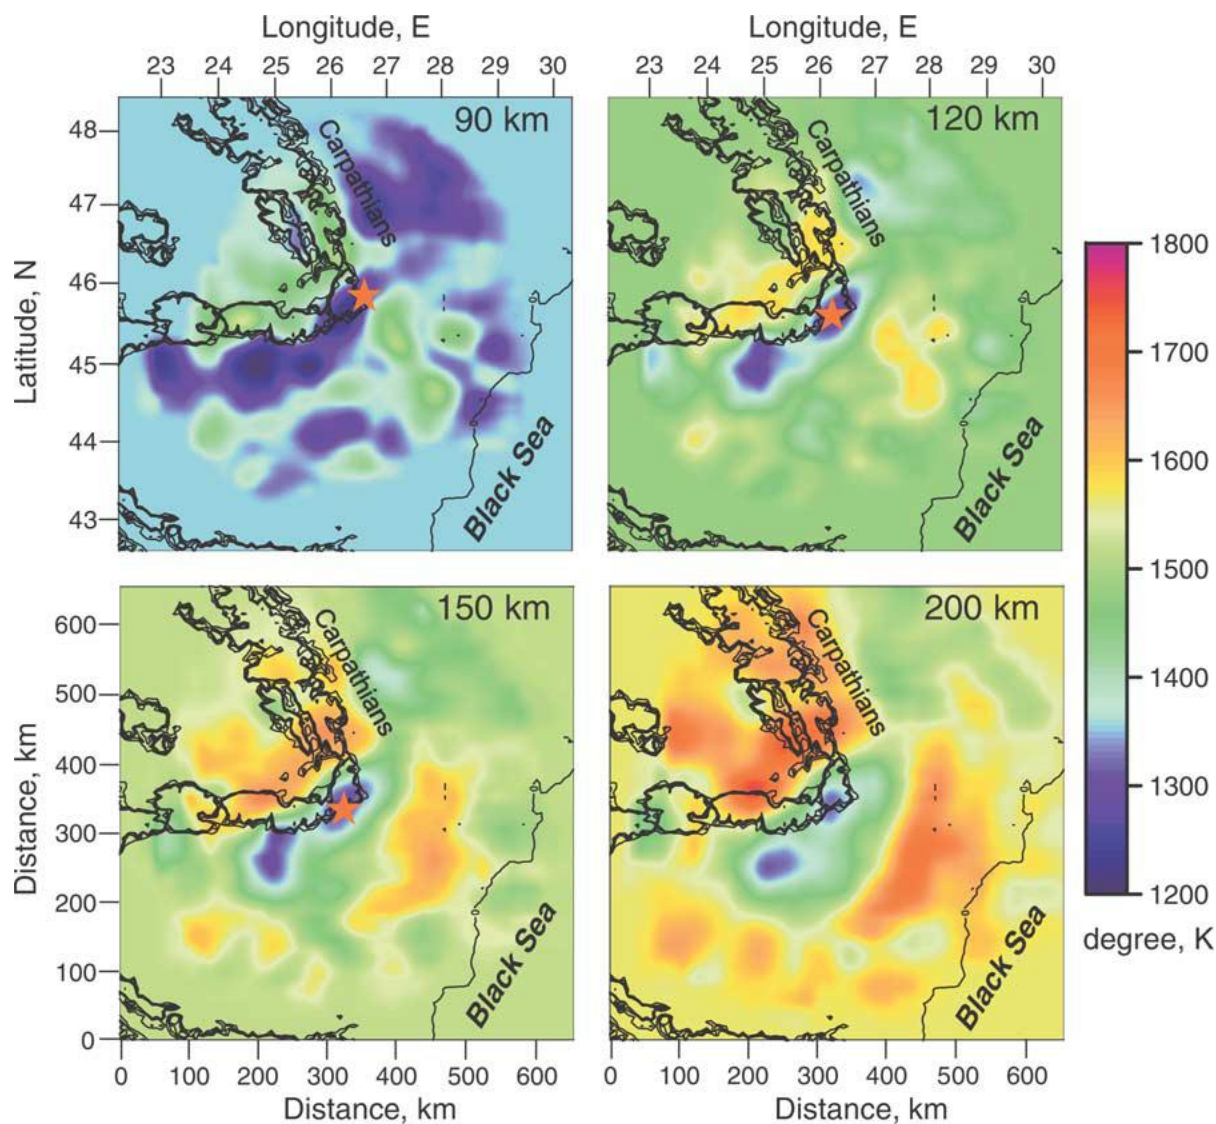 Longitude, E
Longitude, E
23 24 25 26 27 28 29 30
23 24 25 26 27 28 29 30
90 km
120 km
Carpathians
Carpathians
Latitude, N
48
47
46
45
44
43
Black Sea
Black Sea
1800
1700
1600
1500
1400
1300
1200
degree, K
150 km
200 km
Carpathians
Carpathians
Distance, km
600
500
400
300
200
100
0
Black Sea
Black Sea
0 100 200 300 400 500 600
0 100 200 300 400 500 600
Distance, km
Distance, km